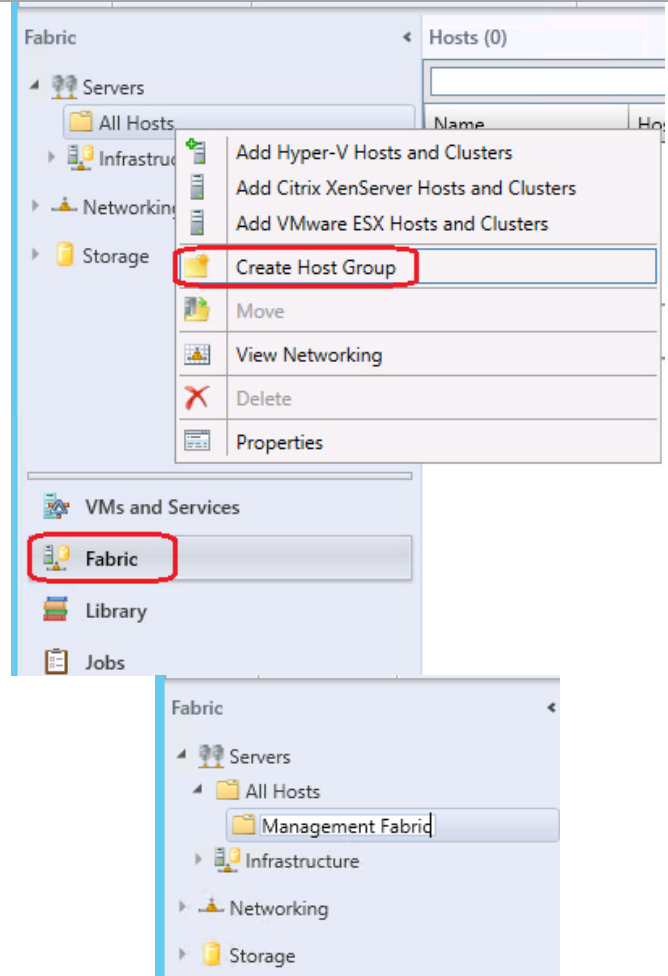 Fabric
Hosts (0)
Servers
All Hosts
Name
Infrastruc
Networking
Storage
Add Hyper-V Hosts and Clusters
Add Citrix XenServer Hosts and Clusters
Add VMware ESX Hosts and Clusters
Create Host Group
Move
View Networking
Delete
Properties
VMs and Services
Fabric
Library
Jobs
Fabric
Servers
All Hosts
Management Fabric
Infrastructure
Networking
Storage